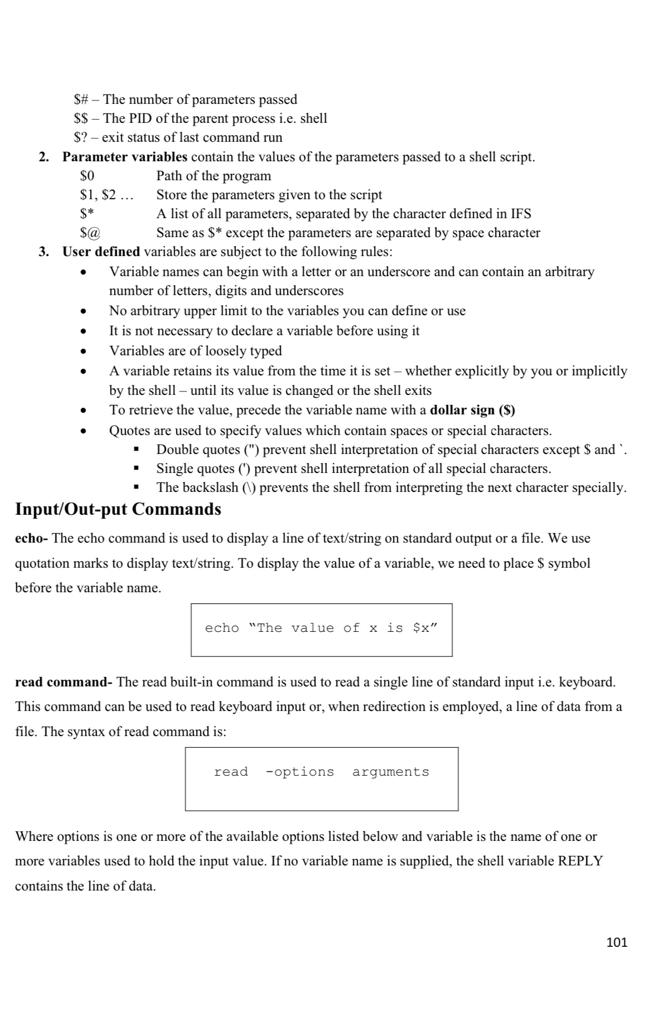 $# – The number of parameters passed
$$ – The PID of the parent process i.e. shell
$? – exit status of last command run
2. Parameter variables contain the values of the parameters passed to a shell script.
$0 Path of the program
$1, $2 … Store the parameters given to the script
$* A list of all parameters, separated by the character defined in IFS
$@ Same as $* except the parameters are separated by space character
3. User defined variables are subject to the following rules:
• Variable names can begin with a letter or an underscore and can contain an arbitrary
number of letters, digits and underscores
• No arbitrary upper limit to the variables you can define or use
• It is not necessary to declare a variable before using it
• Variables are of loosely typed
• A variable retains its value from the time it is set – whether explicitly by you or implicitly
by the shell – until its value is changed or the shell exits
• To retrieve the value, precede the variable name with a dollar sign ($)
• Quotes are used to specify values which contain spaces or special characters.
▪ Double quotes (") prevent shell interpretation of special characters except $ and `.
▪ Single quotes (') prevent shell interpretation of all special characters.
▪ The backslash (\) prevents the shell from interpreting the next character specially.
Input/Out-put Commands
echo- The echo command is used to display a line of text/string on standard output or a file. We use
quotation marks to display text/string. To display the value of a variable, we need to place $ symbol
before the variable name.
echo “The value of x is $x”
read command- The read built-in command is used to read a single line of standard input i.e. keyboard.
This command can be used to read keyboard input or, when redirection is employed, a line of data from a
file. The syntax of read command is:
read -options arguments
Where options is one or more of the available options listed below and variable is the name of one or
more variables used to hold the input value. If no variable name is supplied, the shell variable REPLY
contains the line of data.
101